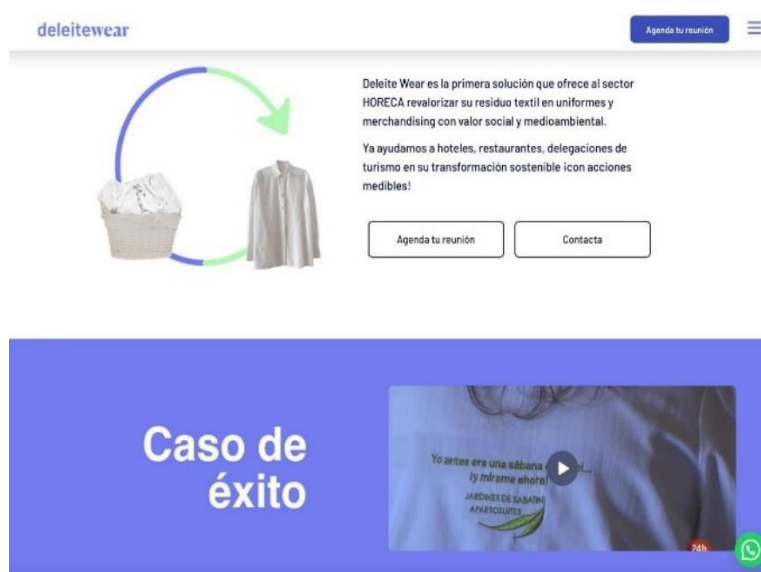 deleitewear
Agenda tu reunión
Deleite Wear es la primera solución que ofrece al sector
HORECA revalorizar su residuo textil en uniformes y
merchandising con valor social y medioambiental.
Ya ayudamos a hoteles, restaurantes, delegaciones de
turismo en su transformación sostenible ¡con acciones
medibles!
Agenda tu reunión
Contacta
Caso de
éxito
Yo antes era una sábana
¡y mírame ahora!
JARDINES DE SABATINI
APARTOSUITES
24h